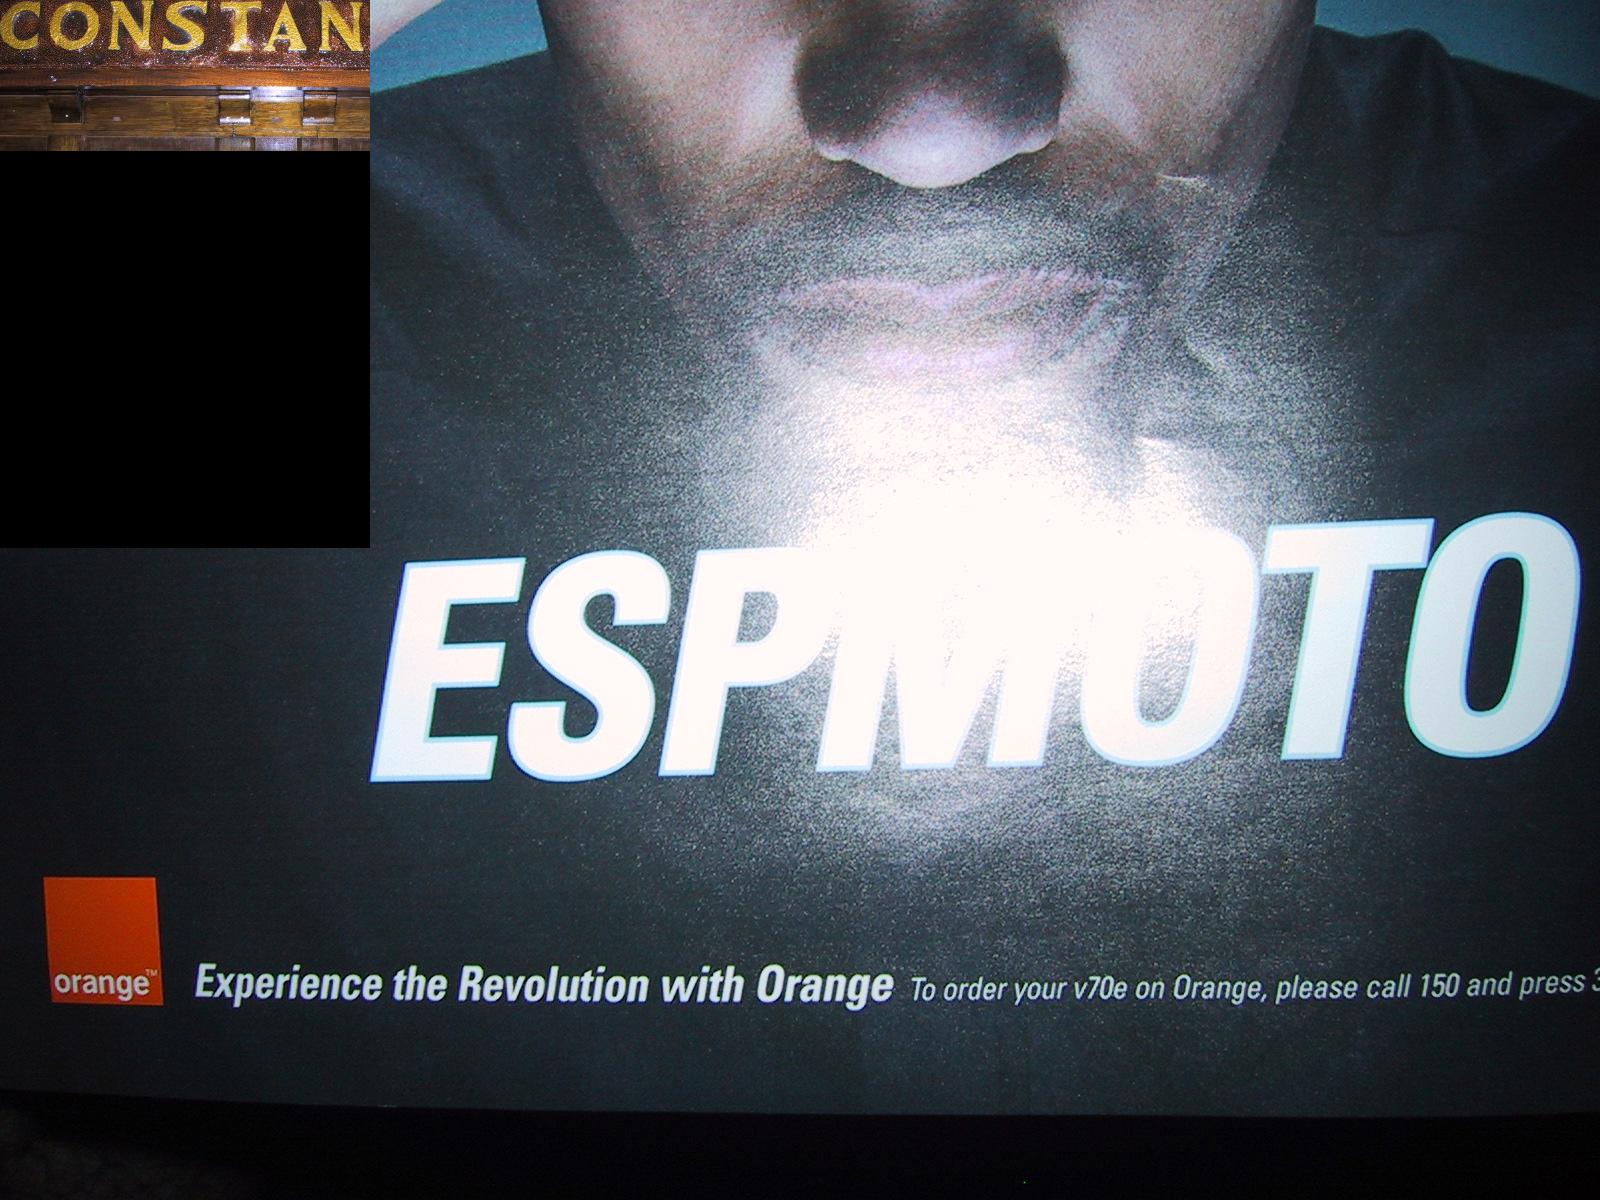 CONSTAN
ESPMOTO
orange™
Experience the Revolution with Orange To order your v70e on Orange, please call 150 and press 3